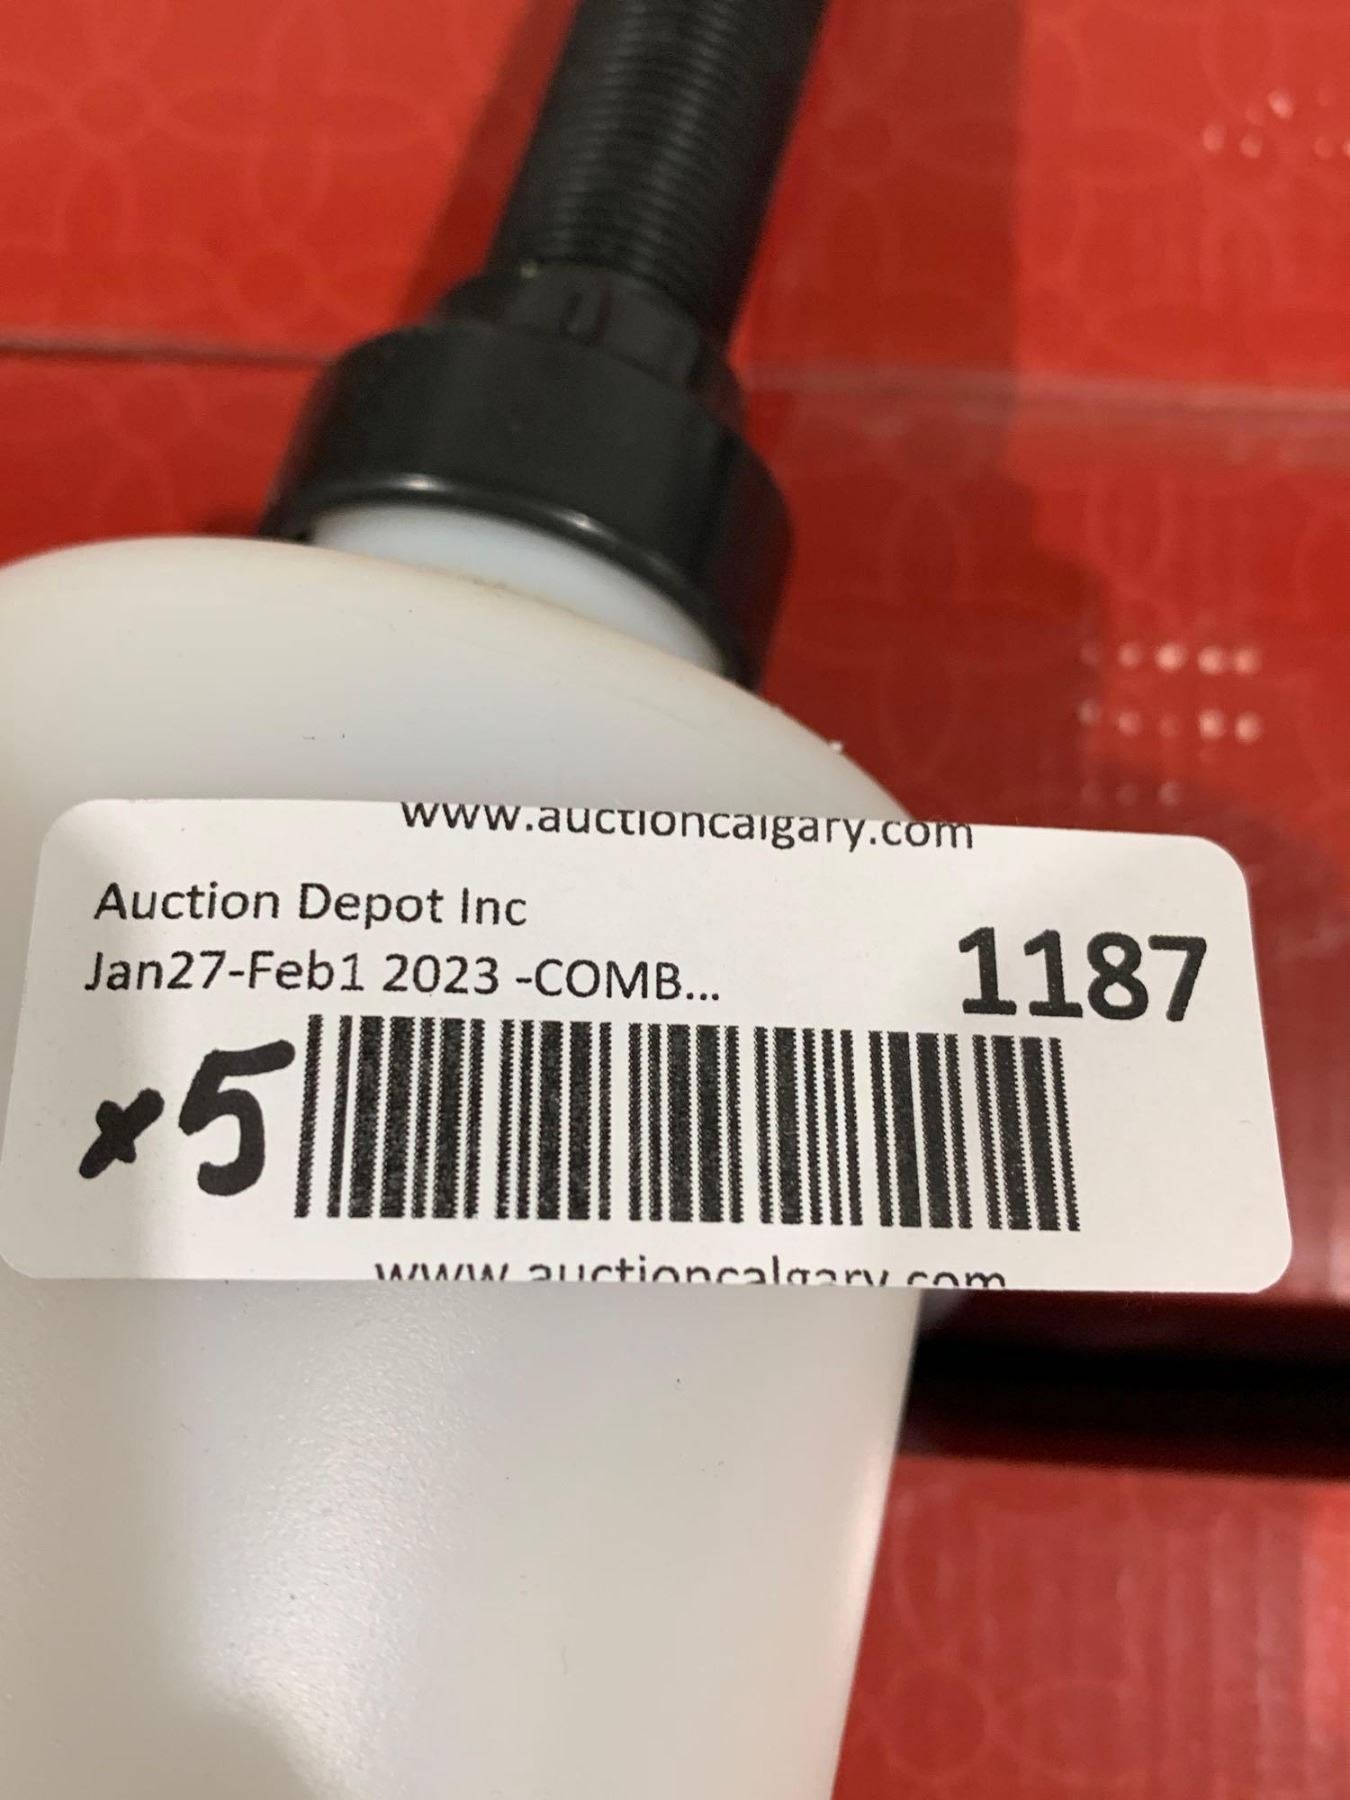 www.auctioncalgary.com
Auction Depot Inc
1187
Jan27-Feb1 2023 -COMB...
x5
www.auctioncalgary.com